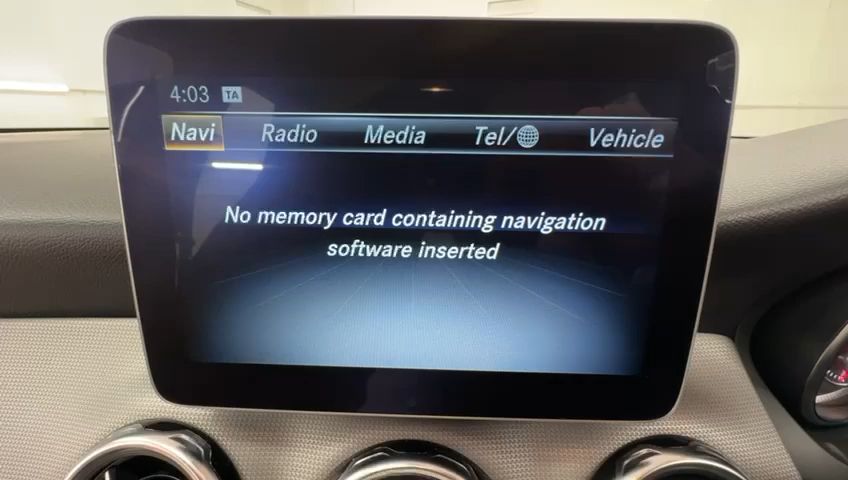 4:03 TA
Navi Radio Media Tel/ Vehicle
No memory card containing navigation
software inserted